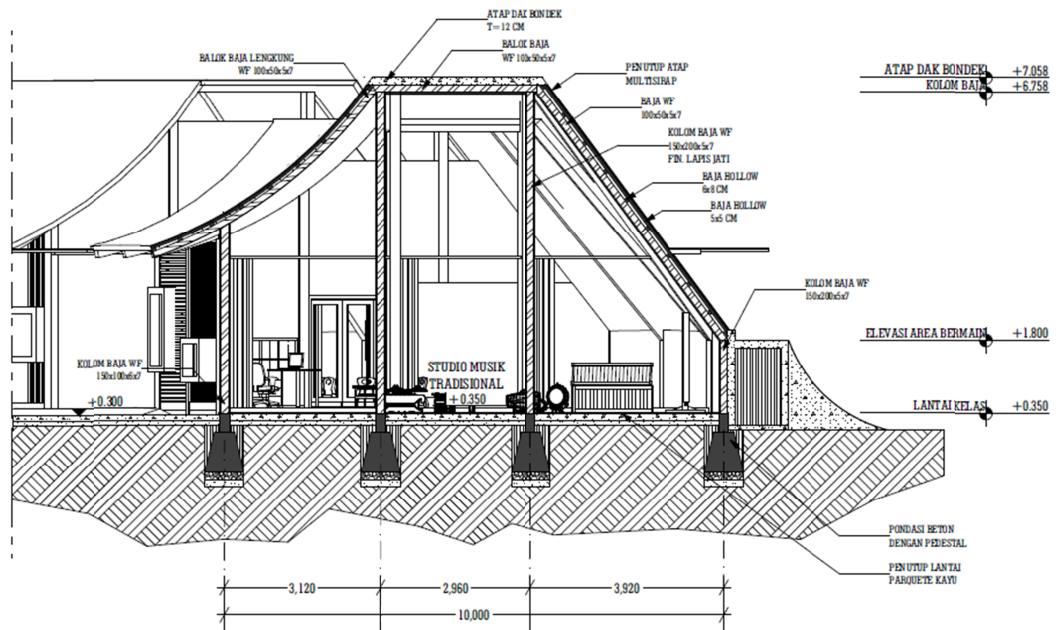 ATAP DAK BONDEK
T= 12 CM
BALOK BAJA LENGKUNG
WF 100x50x5x7
BALOK BAJA
WF 100x50x5x7
PENUTUP ATAP
MULTISIRAP
BAJA WF
100x50x5x7
KOLOM BAJA WF
150x200x5x7
FIN. LAPIS JATI
BAJA HOLLOW
6x8 CM
BAJA HOLLOW
5x5 CM
ATAP DAK BONDEK +7.058
KOLOM BAJA +6.758
KOLOM BAJA WF
150x200x5x7
ELEVASI AREA BERMAIN +1.800
KOLOM BAJA WF
150x100x6x7
STUDIO MUSIK
TRADISIONAL
+0.350
+0.300
LANTAI KELAS +0.350
PONDASI BETON
DENGAN PEDESTAL
PENUTUP LANTAI
PARQUETE KAYU
3,120 2,960 3,920
10,000